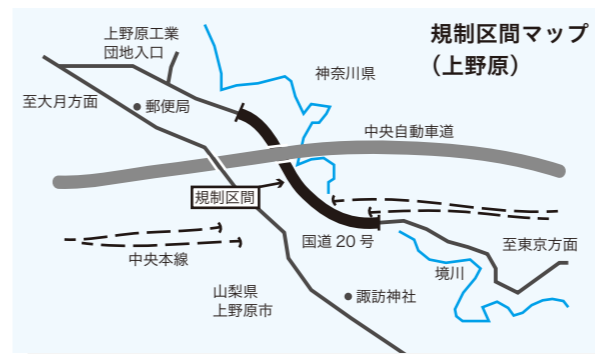 規制区間マップ
（上野原）
上野原工業
団地入口
神奈川県
至大月方面
郵便局
中央自動車道
規制区間
国道20号
至東京方面
中央本線
境川
山梨県
上野原市
諏訪神社